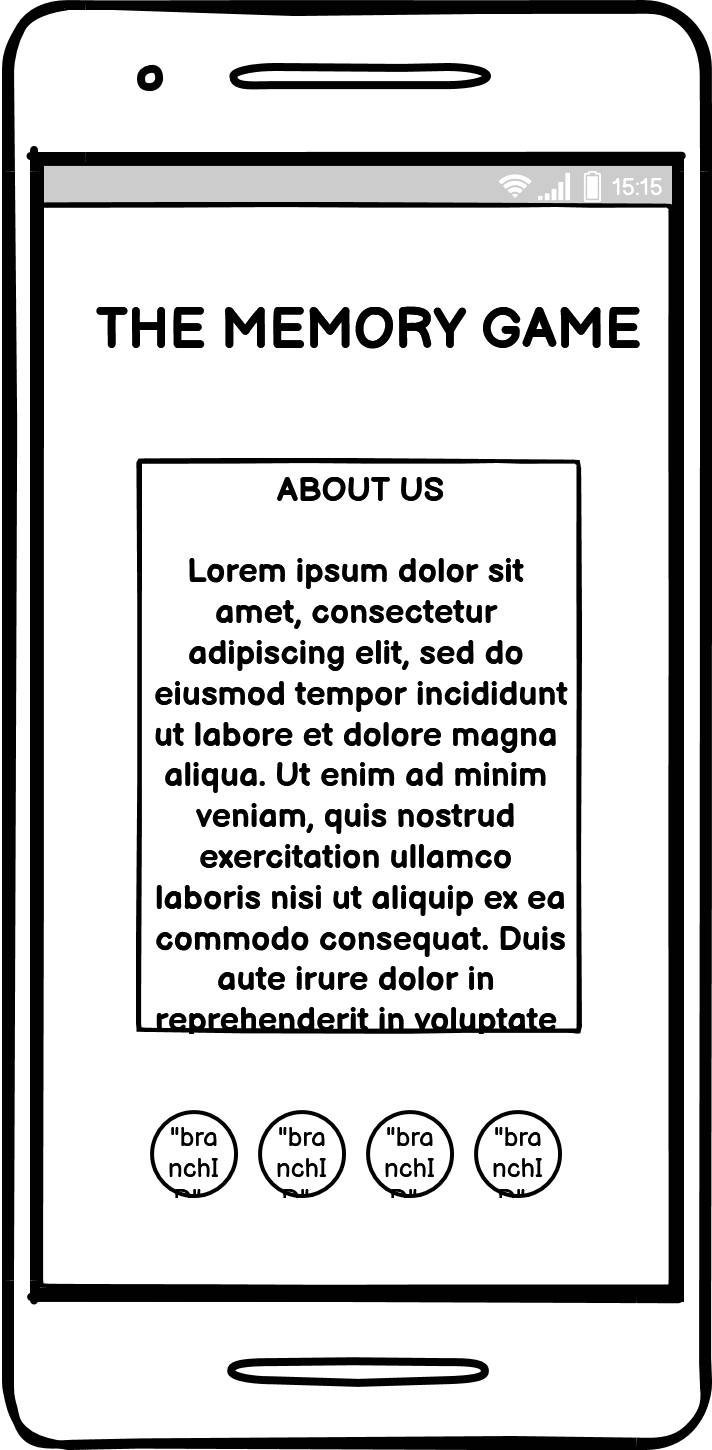 15:15
THE MEMORY GAME
ABOUT US
Lorem ipsum dolor sit
amet, consectetur
adipiscing elit, sed do
eiusmod tempor incididunt
ut labore et dolore magna
aliqua. Ut enim ad minim
veniam, quis nostrud
exercitation ullamco
laboris nisi ut aliquip ex ea
commodo consequat. Duis
aute irure dolor in
reprehenderit in voluptate
"bra
nchI
D"
"bra
nchI
D"
"bra
nchI
D"
"bra
nchI
D"